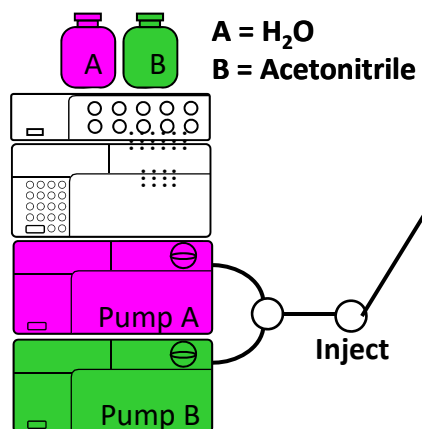 A
B
A = H₂O
B = Acetonitrile
Pump A
Inject
Pump B